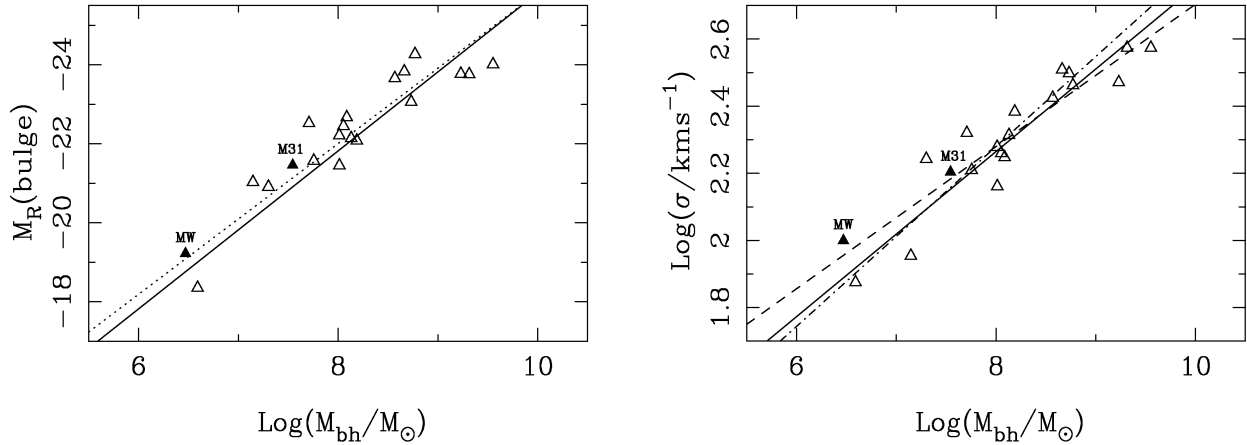 M_R(bulge)
−24
−22
−20
−18
MW
M31
6
8
10
Log(M_bh/M_⊙)
Log(σ/kms^−1)
2.6
2.4
2.2
2
1.8
MW
M31
6
8
10
Log(M_bh/M_⊙)